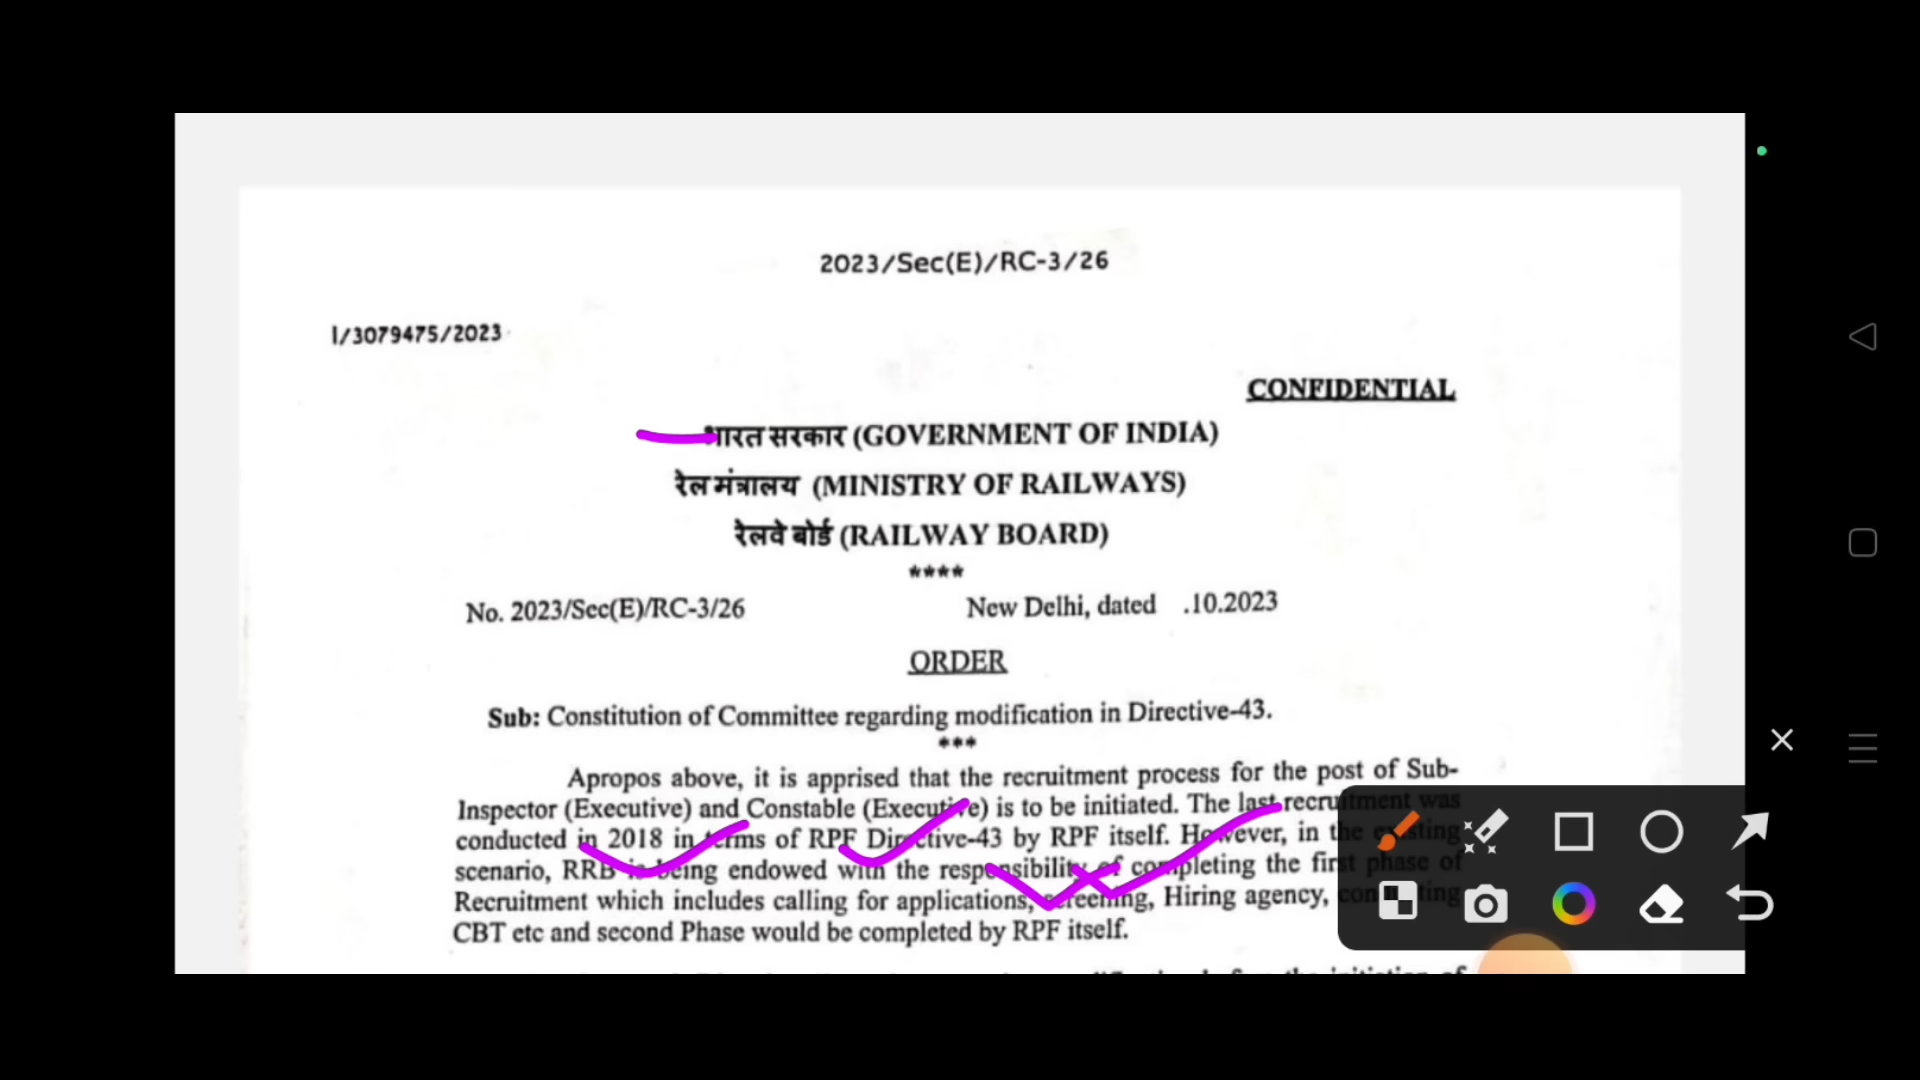 2023/Sec(E)/RC-3/26
I/3079475/2023
CONFIDENTIAL
भारत सरकार (GOVERNMENT OF INDIA)
रेल मंत्रालय (MINISTRY OF RAILWAYS)
रेलवे बोर्ड (RAILWAY BOARD)
****
No. 2023/Sec(E)/RC-3/26 New Delhi, dated .10.2023
ORDER
Sub: Constitution of Committee regarding modification in Directive-43.
***
Apropos above, it is apprised that the recruitment process for the post of Sub-
Inspector (Executive) and Constable (Executive) is to be initiated. The last recruitment was
conducted in 2018 in terms of RPF Directive-43 by RPF itself. However, in the existing
scenario, RRB is being endowed with the responsibility of completing the first phase of
Recruitment which includes calling for applications, screening, Hiring agency, conducting
CBT etc and second Phase would be completed by RPF itself.